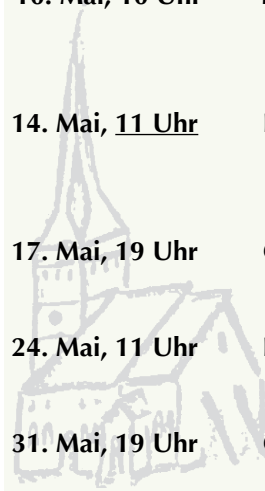 14. Mai, 11 Uhr
17. Mai, 19 Uhr
24. Mai, 11 Uhr
31. Mai, 19 Uhr